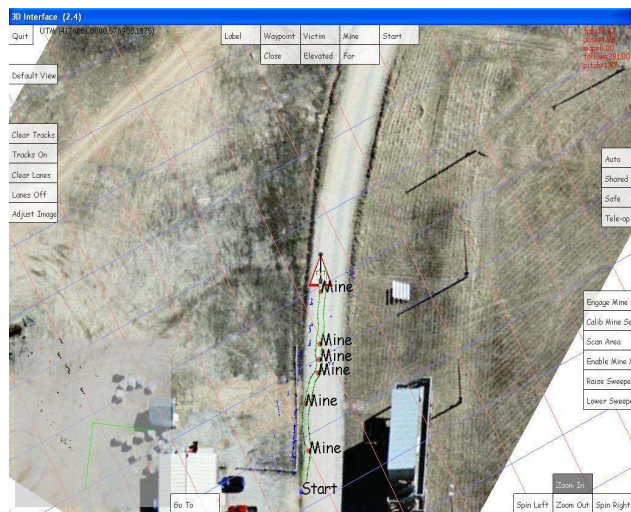 3D Interface (2.4)
Quit
Label
Waypoint
Victim
Mine
Start
Close
Elevated
Far
Default View
Clear Tracks
Tracks On
Clear Lanes
Lanes Off
Adjust Image
Auto
Shared
Safe
Tele-op
Mine
Mine
Mine
Mine
Mine
Mine
Start
Engage Mine
Calib Mine Se
Scan Area
Enable Mine
Raise Sweepe
Lower Sweepe
Go To
Zoom In
Spin Left
Zoom Out
Spin Right